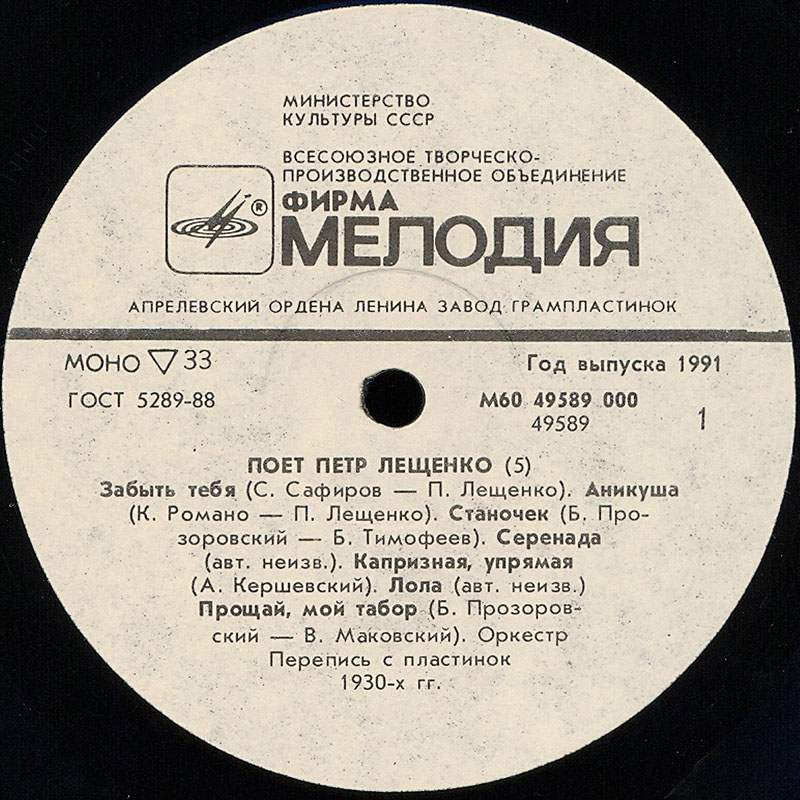 МИНИСТЕРСТВО
КУЛЬТУРЫ СССР
ВСЕСОЮЗНОЕ ТВОРЧЕСКО-
ПРОИЗВОДСТВЕННОЕ ОБЪЕДИНЕНИЕ
®
ФИРМА
МЕЛОДИЯ
АПРЕЛЕВСКИЙ ОРДЕНА ЛЕНИНА ЗАВОД ГРАМПЛАСТИНОК
МОНО ▽ 33
Год выпуска 1991
ГОСТ 5289-88
М60 49589 000
49589
1
ПОЕТ ПЕТР ЛЕЩЕНКО (5)
Забыть тебя (С. Сафиров — П. Лещенко). Аникуша
(К. Романо — П. Лещенко). Станочек (Б. Про-
зоровский — Б. Тимофеев). Серенада
(авт. неизв.). Капризная, упрямая
(А. Кершевский). Лола (авт. неизв.)
Прощай, мой табор (Б. Прозоров-
ский — В. Маковский). Оркестр
Перепись с пластинок
1930-х гг.